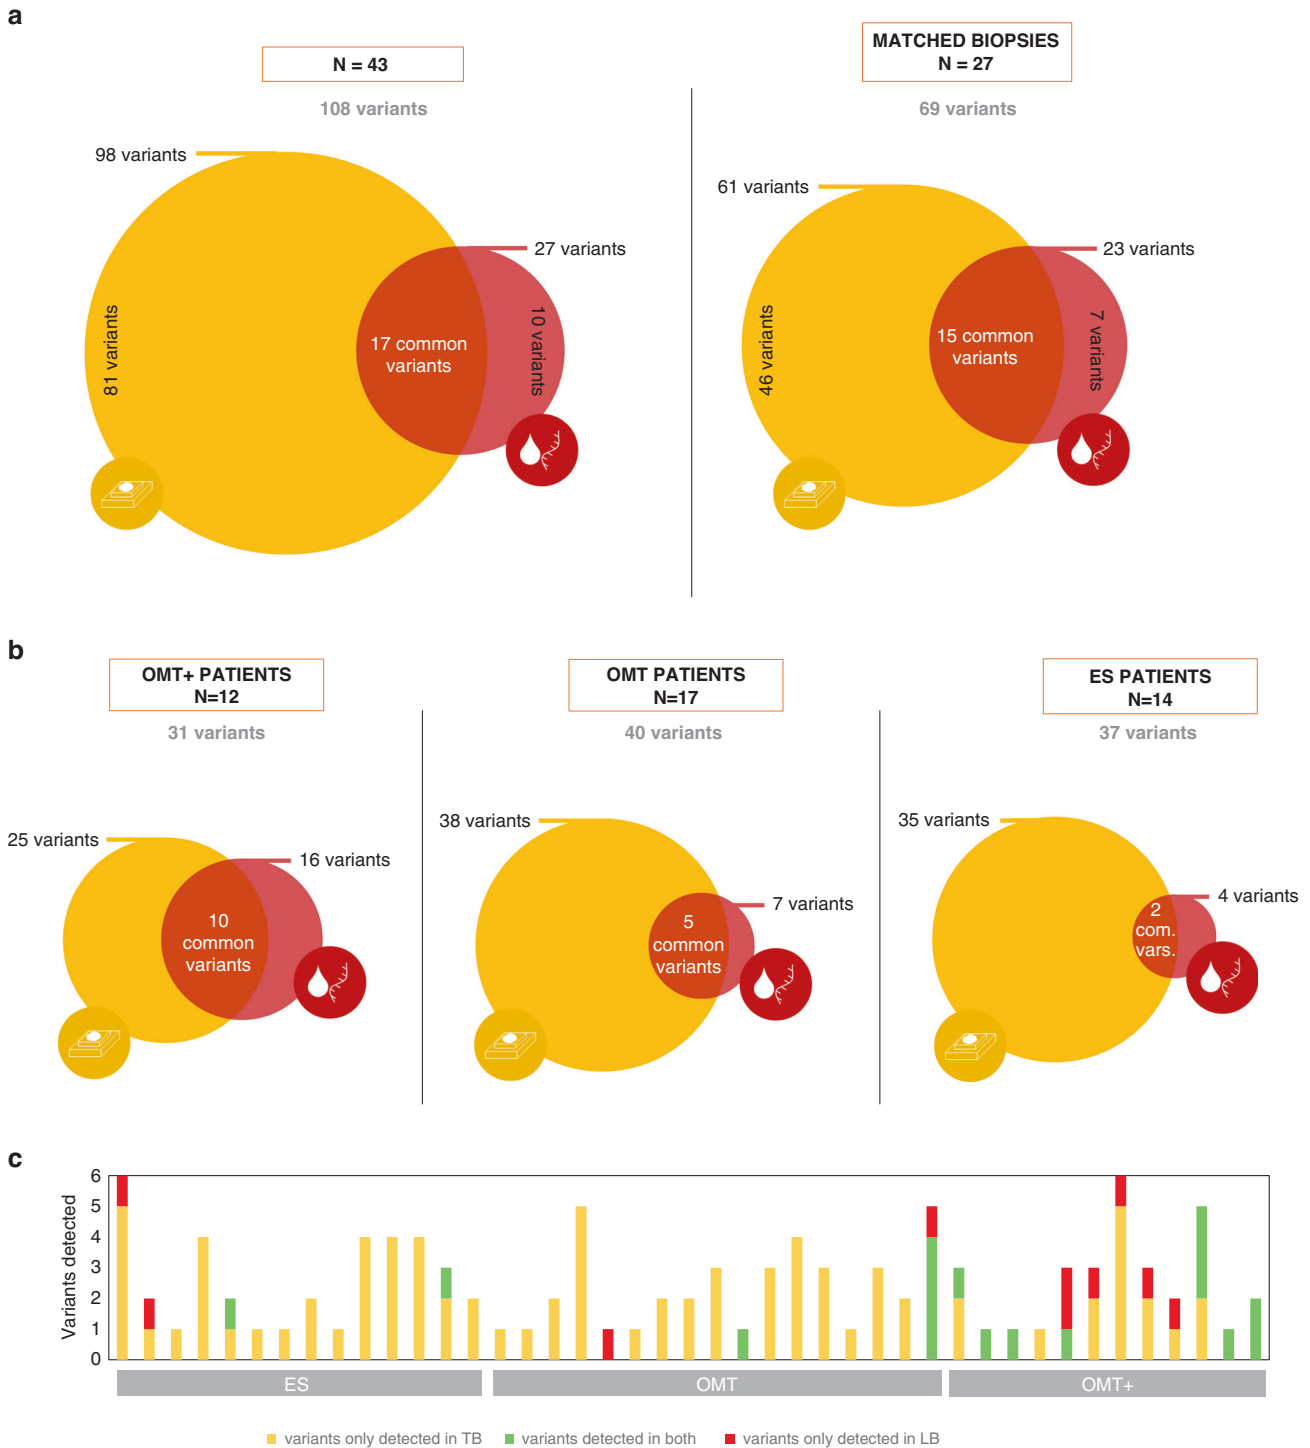 a
N = 43
108 variants
98 variants
27 variants
81 variants
17 common
variants
10 variants
MATCHED BIOPSIES
N = 27
69 variants
61 variants
23 variants
46 variants
15 common
variants
7 variants
b
OMT+ PATIENTS
N=12
31 variants
25 variants
16 variants
10
common
variants
OMT PATIENTS
N=17
40 variants
38 variants
7 variants
5
common
variants
ES PATIENTS
N=14
37 variants
35 variants
4 variants
2
com.
vars.
c
Variants detected
6
5
4
3
2
1
0
ES
OMT
OMT+
variants only detected in TB
variants detected in both
variants only detected in LB